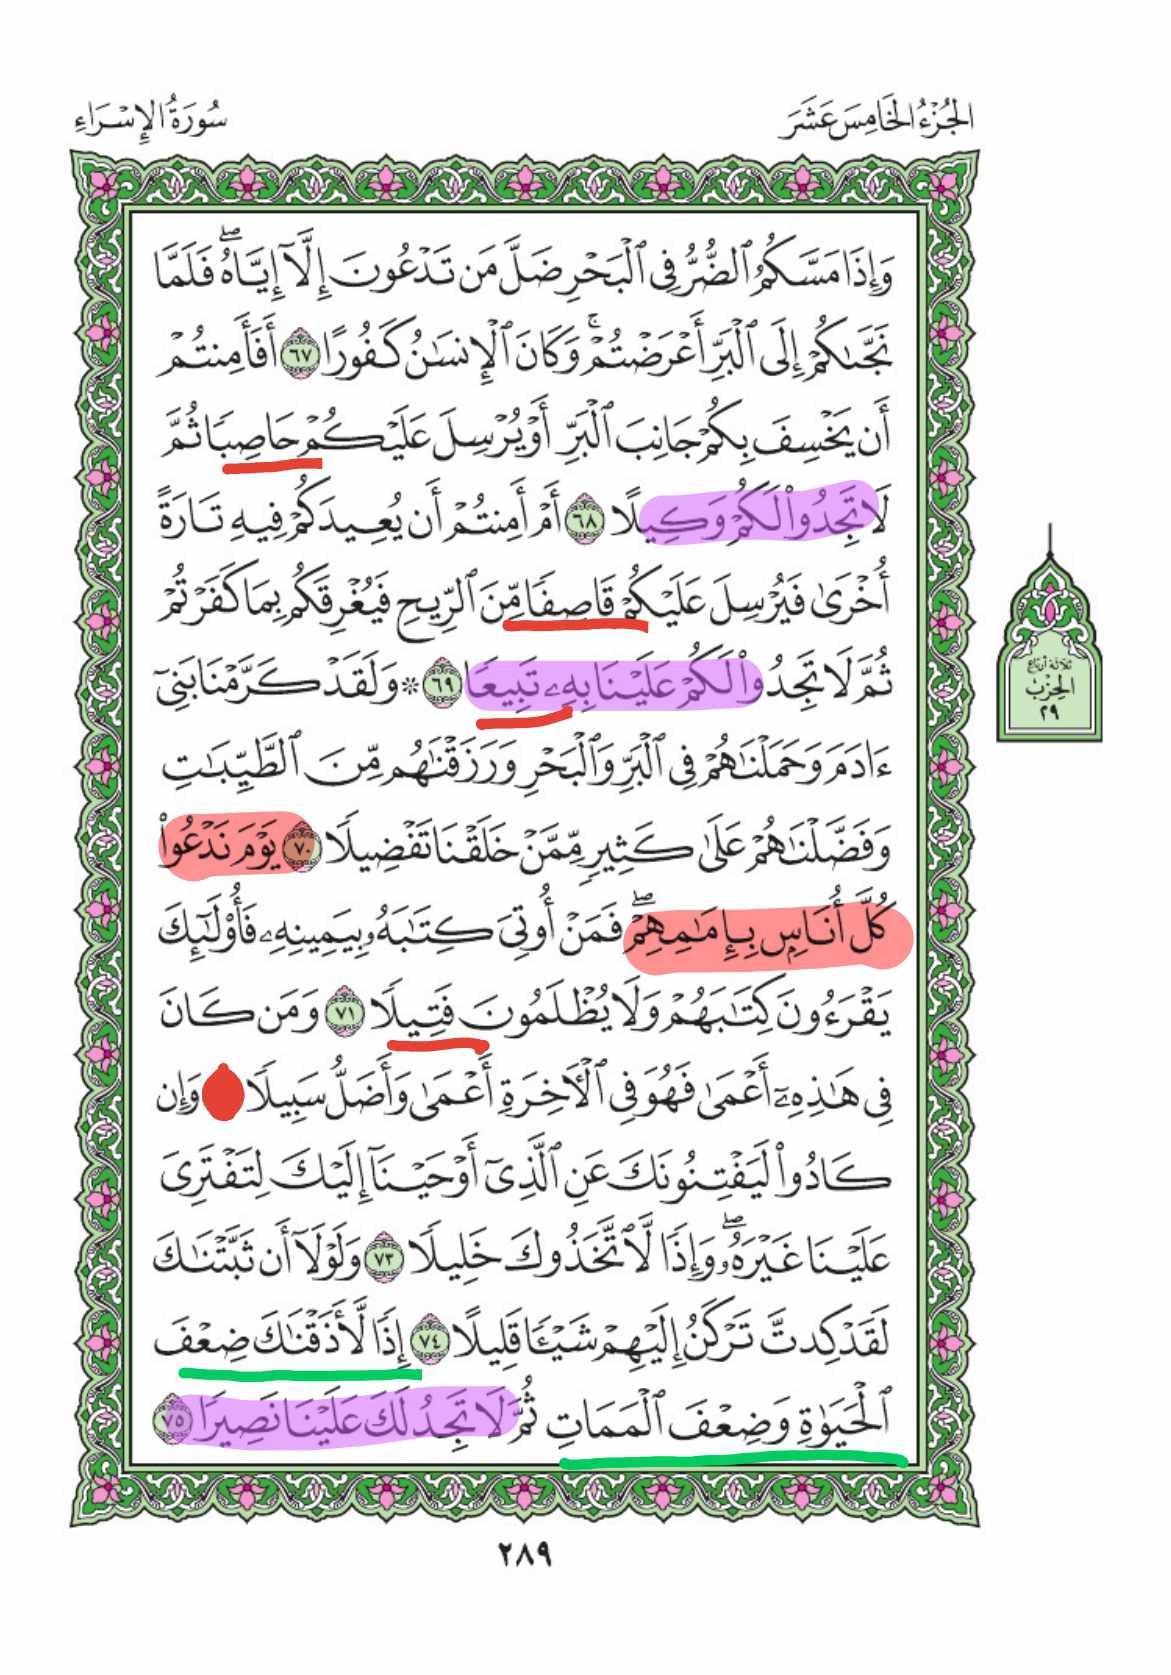 الجُزْءُ الخَامِسَ عَشَرَ
سُورَةُ الإِسْرَاءِ
وَإِذَا مَسَّكُمُ ٱلضُّرُّ فِى ٱلْبَحْرِ ضَلَّ مَن تَدْعُونَ إِلَّآ إِيَّاهُ ۖ فَلَمَّا
نَجَّىٰكُمْ إِلَى ٱلْبَرِّ أَعْرَضْتُمْ ۚ وَكَانَ ٱلْإِنسَـٰنُ كَفُورًا ٦٧ أَفَأَمِنتُمْ
أَن يَخْسِفَ بِكُمْ جَانِبَ ٱلْبَرِّ أَوْ يُرْسِلَ عَلَيْكُمْ حَاصِبًا ثُمَّ
لَا تَجِدُوا۟ لَكُمْ وَكِيلًا ٦٨ أَمْ أَمِنتُمْ أَن يُعِيدَكُمْ فِيهِ تَارَةً
أُخْرَىٰ فَيُرْسِلَ عَلَيْكُمْ قَاصِفًا مِّنَ ٱلرِّيحِ فَيُغْرِقَكُم بِمَا كَفَرْتُمْ
ثُمَّ لَا تَجِدُوا۟ لَكُمْ عَلَيْنَا بِهِۦ تَبِيعًا ٦٩ ۞ وَلَقَدْ كَرَّمْنَا بَنِىٓ
ءَادَمَ وَحَمَلْنَـٰهُمْ فِى ٱلْبَرِّ وَٱلْبَحْرِ وَرَزَقْنَـٰهُم مِّنَ ٱلطَّيِّبَـٰتِ
وَفَضَّلْنَـٰهُمْ عَلَىٰ كَثِيرٍ مِّمَّنْ خَلَقْنَا تَفْضِيلًا ٧٠ يَوْمَ نَدْعُوا۟
كُلَّ أُنَاسٍۭ بِإِمَـٰمِهِمْ ۖ فَمَنْ أُوتِىَ كِتَـٰبَهُۥ بِيَمِينِهِۦ فَأُو۟لَـٰٓئِكَ
يَقْرَءُونَ كِتَـٰبَهُمْ وَلَا يُظْلَمُونَ فَتِيلًا ٧١ وَمَن كَانَ
فِى هَـٰذِهِۦٓ أَعْمَىٰ فَهُوَ فِى ٱلْـَٔاخِرَةِ أَعْمَىٰ وَأَضَلُّ سَبِيلًا وَإِن
كَادُوا۟ لَيَفْتِنُونَكَ عَنِ ٱلَّذِىٓ أَوْحَيْنَآ إِلَيْكَ لِتَفْتَرِىَ
عَلَيْنَا غَيْرَهُۥ ۖ وَإِذًا لَّٱتَّخَذُوكَ خَلِيلًا ٧٣ وَلَوْلَآ أَن ثَبَّتْنَـٰكَ
لَقَدْ كِدتَّ تَرْكَنُ إِلَيْهِمْ شَيْـًٔا قَلِيلًا ٧٤ إِذًا لَّأَذَقْنَـٰكَ ضِعْفَ
ٱلْحَيَوٰةِ وَضِعْفَ ٱلْمَمَاتِ ثُمَّ لَا تَجِدُ لَكَ عَلَيْنَا نَصِيرًا ٧٥
ثلاثة أرباع
الحزب
٢٩
٢٨٩